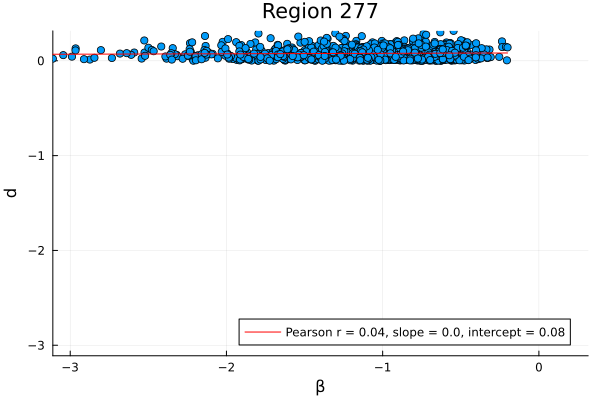 Region 277
d
0
−1
−2
−3
Pearson r = 0.04, slope = 0.0, intercept = 0.08
−3 −2 −1 0
β